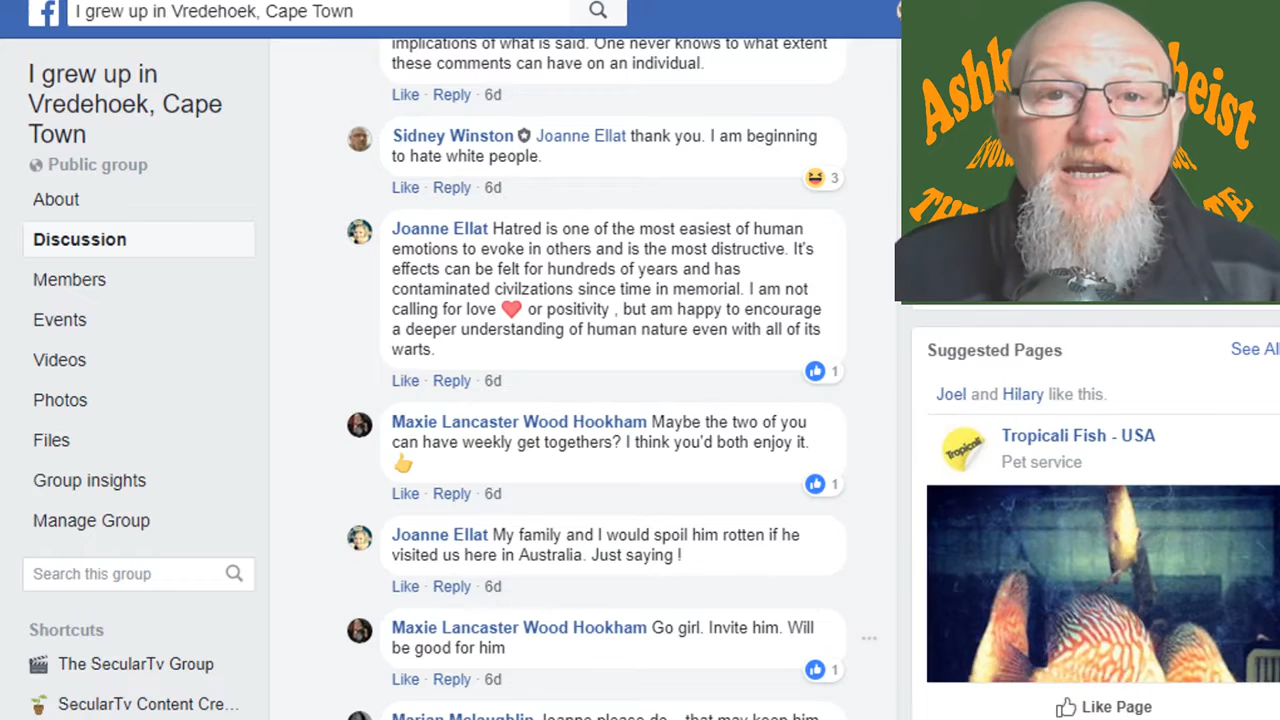 I grew up in Vredehoek, Cape Town
I grew up in
Vredehoek, Cape
Town
Public group
About
Discussion
Members
Events
Videos
Photos
Files
Group insights
Manage Group
Search this group
Shortcuts
The SecularTv Group
SecularTv Content Cre...
implications of what is said. One never knows to what extent
these comments can have on an individual.
Like · Reply · 6d
Sidney Winston Joanne Ellat thank you. I am beginning
to hate white people.
3
Like · Reply · 6d
Joanne Ellat Hatred is one of the most easiest of human
emotions to evoke in others and is the most distructive. It's
effects can be felt for hundreds of years and has
contaminated civilzations since time in memorial. I am not
calling for love ❤ or positivity , but am happy to encourage
a deeper understanding of human nature even with all of its
warts.
1
Like · Reply · 6d
Maxie Lancaster Wood Hookham Maybe the two of you
can have weekly get togethers? I think you'd both enjoy it.
1
Like · Reply · 6d
Joanne Ellat My family and I would spoil him rotten if he
visited us here in Australia. Just saying !
Like · Reply · 6d
Maxie Lancaster Wood Hookham Go girl. Invite him. Will
be good for him
1
Like · Reply · 6d
Marian Mclaughlin Joanne please do that may keep him
Suggested Pages
See All
Joel and Hilary like this.
Tropicali Fish - USA
Pet service
Tropicali
Like Page